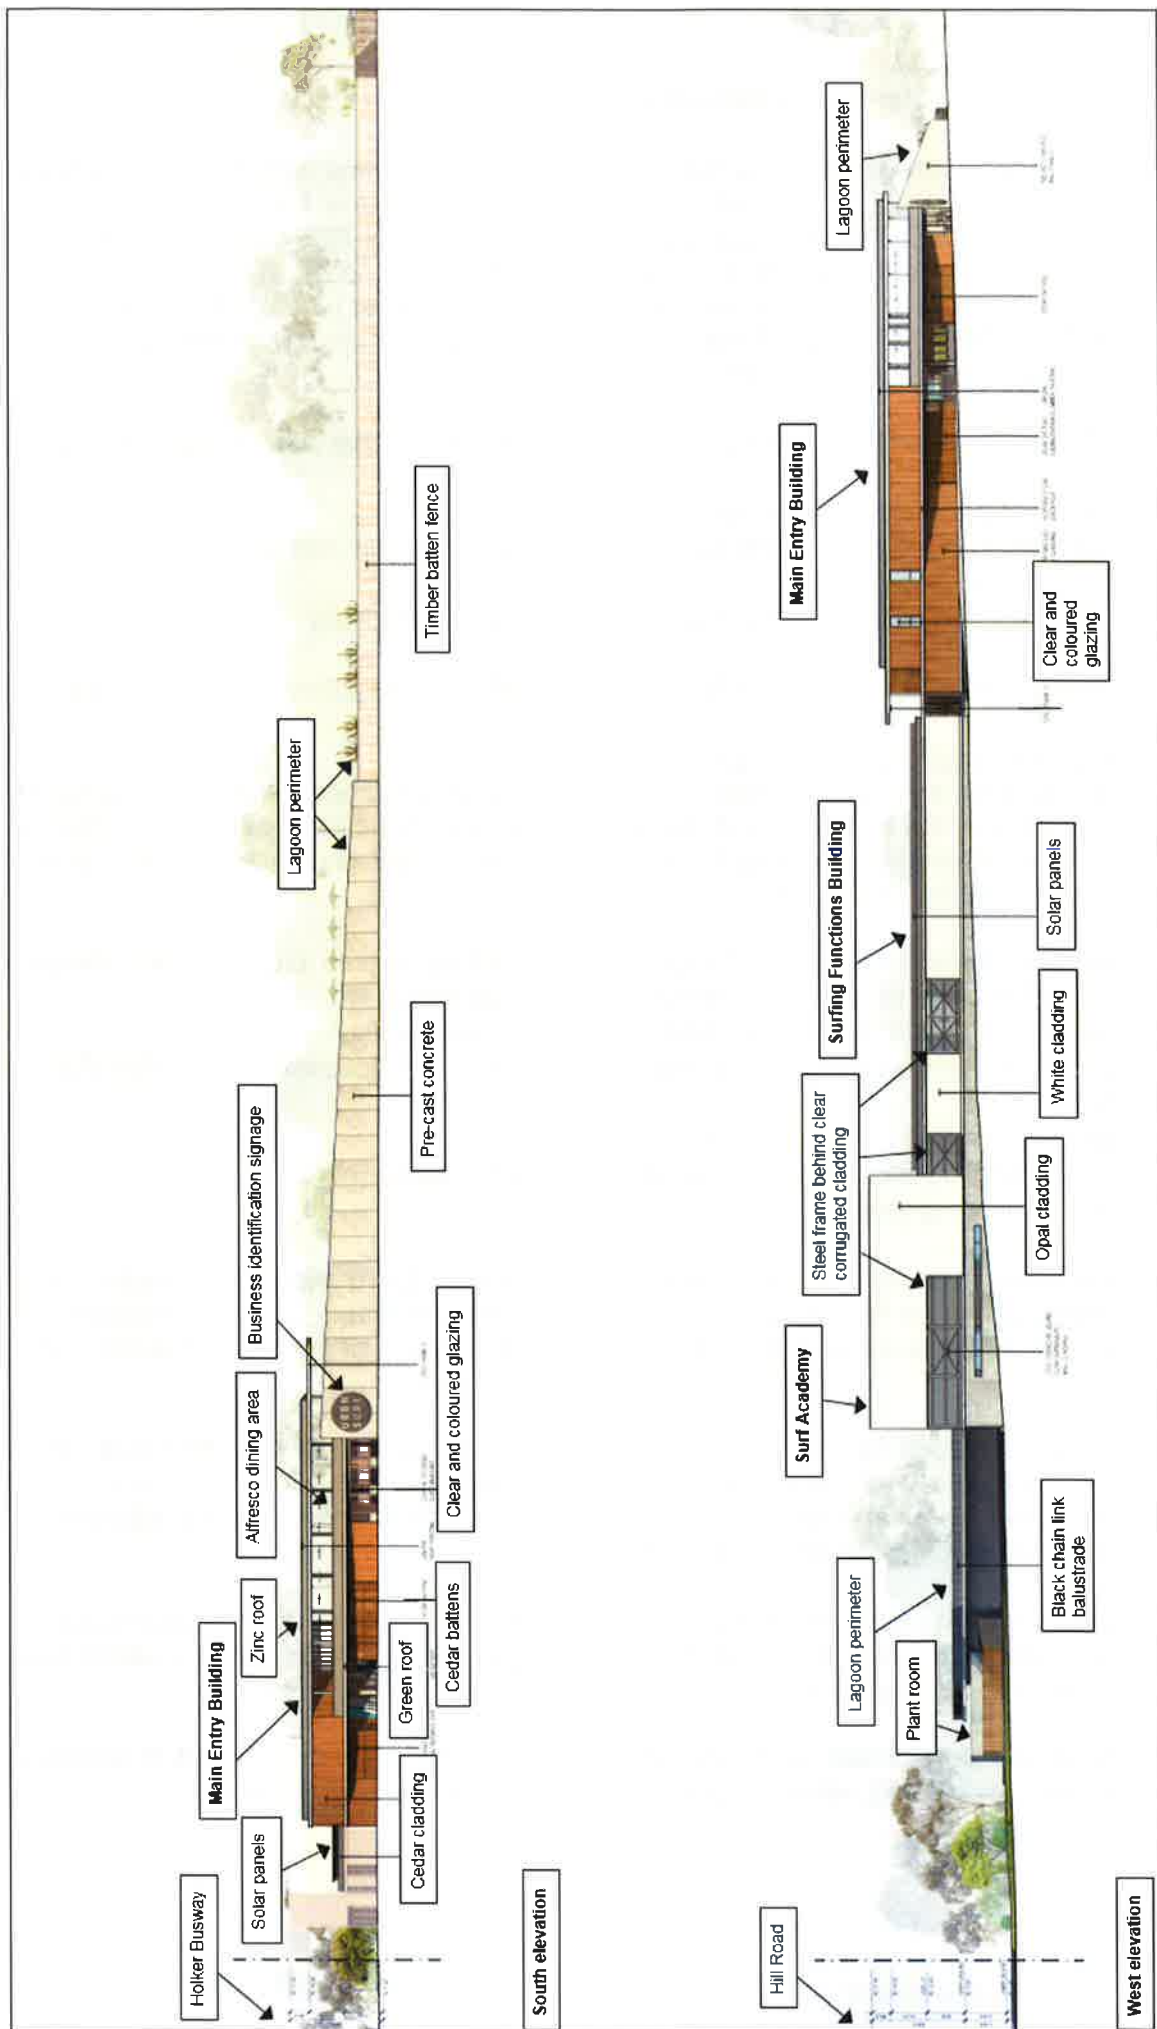 Holker Busway
Solar panels
Main Entry Building
Zinc roof
Alfresco dining area
Business identification signage
Lagoon perimeter
Cedar cladding
Green roof
Cedar battens
Clear and coloured glazing
Pre-cast concrete
Timber batten fence
South elevation
Hill Road
Plant room
Lagoon perimeter
Surf Academy
Steel frame behind clear
corrugated cladding
Surfing Functions Building
Main Entry Building
Lagoon perimeter
Black chain link
balustrade
Opal cladding
White cladding
Solar panels
Clear and
coloured
glazing
West elevation